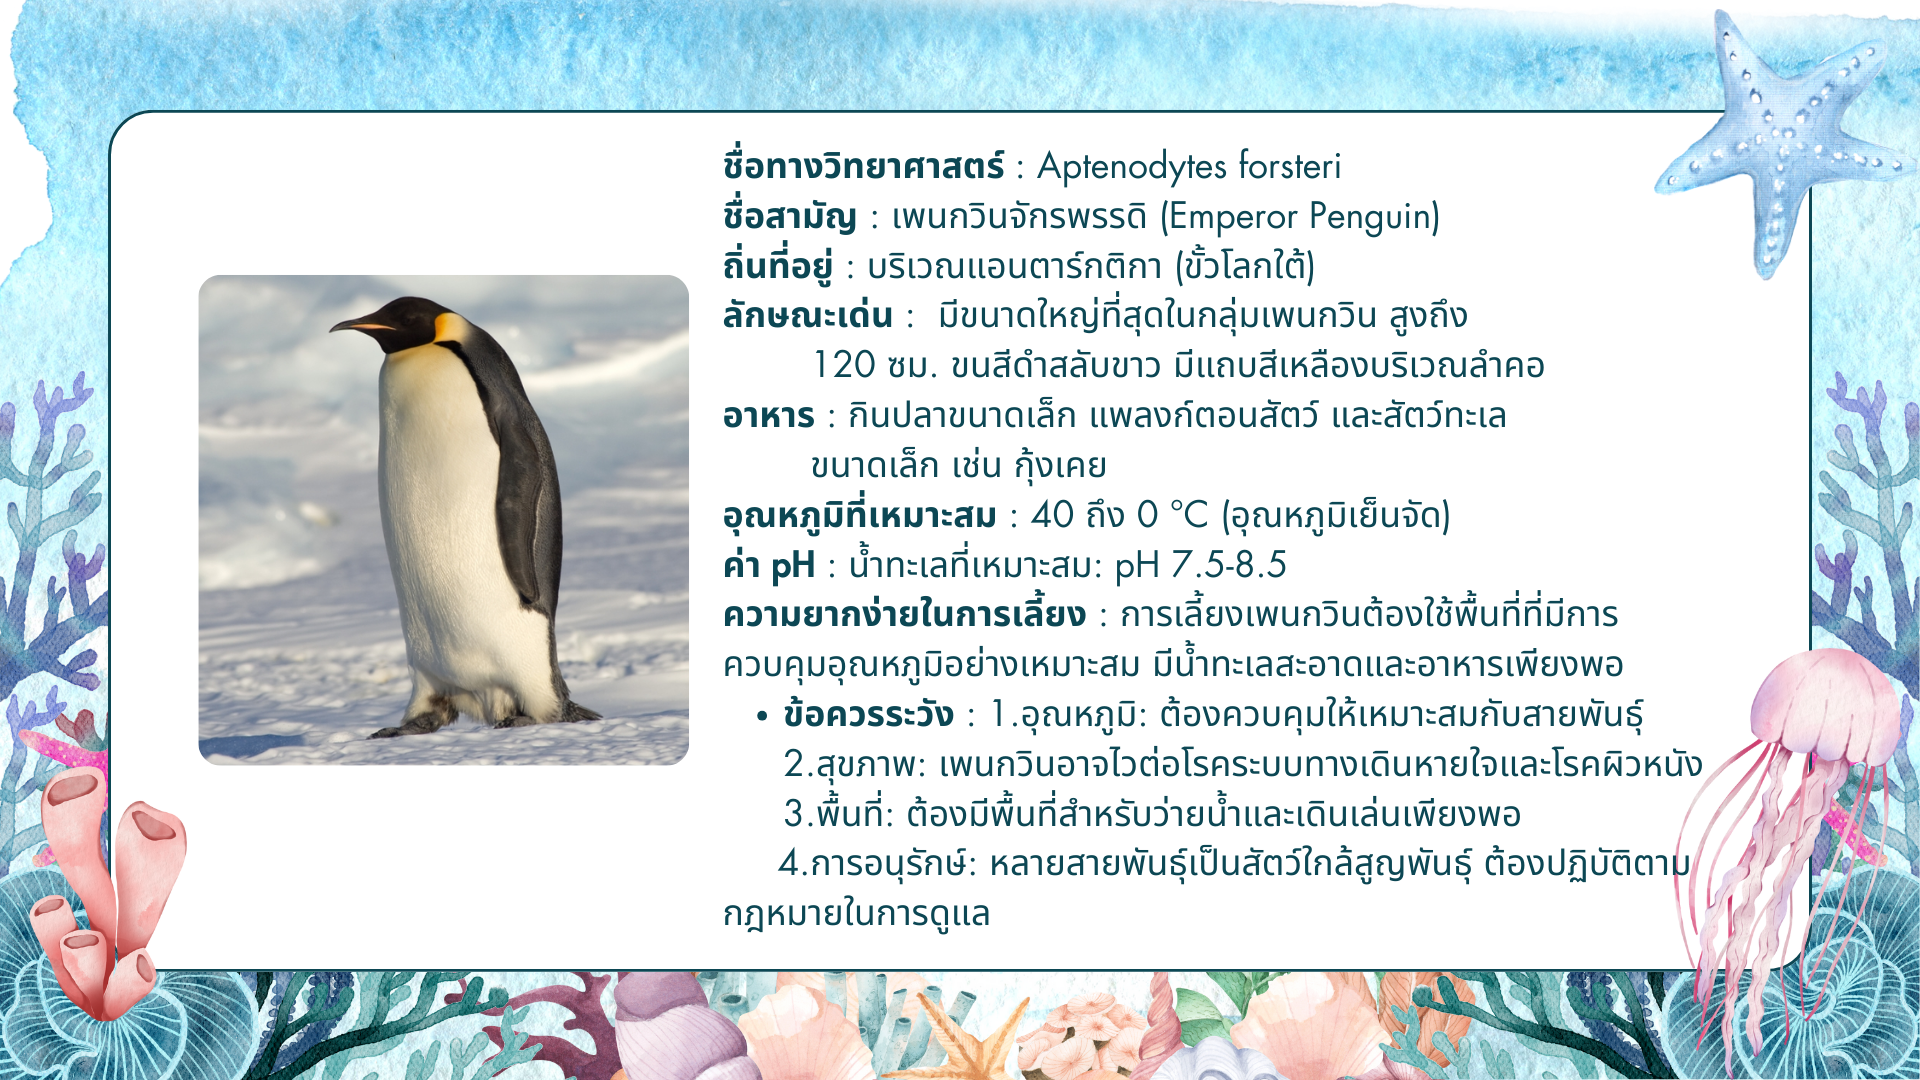 ชื่อทางวิทยาศาสตร์ : Aptenodytes forsteri
ชื่อสามัญ : เพนกวินจักรพรรดิ (Emperor Penguin)
ถิ่นที่อยู่ : บริเวณแอนตาร์กติกา (ขั้วโลกใต้)
ลักษณะเด่น : มีขนาดใหญ่ที่สุดในกลุ่มเพนกวิน สูงถึง
120 ซม. ขนสีดำสลับขาว มีแถบสีเหลืองบริเวณลำคอ
อาหาร : กินปลาขนาดเล็ก แพลงก์ตอนสัตว์ และสัตว์ทะเล
ขนาดเล็ก เช่น กุ้งเคย
อุณหภูมิที่เหมาะสม : 40 ถึง 0 °C (อุณหภูมิเย็นจัด)
ค่า pH : น้ำทะเลที่เหมาะสม: pH 7.5-8.5
ความยากง่ายในการเลี้ยง : การเลี้ยงเพนกวินต้องใช้พื้นที่ที่มีการ
ควบคุมอุณหภูมิอย่างเหมาะสม มีน้ำทะเลสะอาดและอาหารเพียงพอ
• ข้อควรระวัง : 1.อุณหภูมิ: ต้องควบคุมให้เหมาะสมกับสายพันธุ์
2.สุขภาพ: เพนกวินอาจไวต่อโรคระบบทางเดินหายใจและโรคผิวหนัง
3.พื้นที่: ต้องมีพื้นที่สำหรับว่ายน้ำและเดินเล่นเพียงพอ
4.การอนุรักษ์: หลายสายพันธุ์เป็นสัตว์ใกล้สูญพันธุ์ ต้องปฏิบัติตาม
กฎหมายในการดูแล